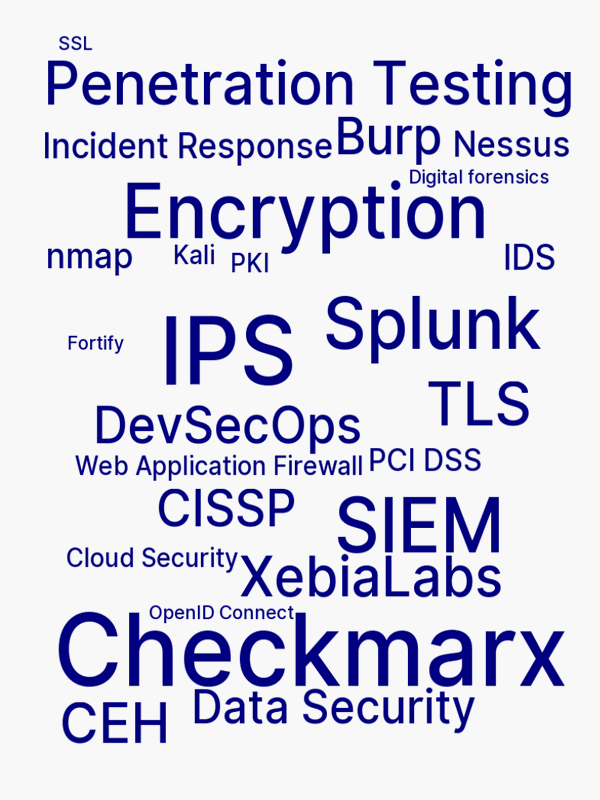 SSL
Penetration Testing
Incident Response Burp Nessus
Digital forensics
Encryption
nmap Kali PKI IDS
Splunk
Fortify IPS
TLS
DevSecOps
Web Application Firewall PCI DSS
CISSP SIEM
Cloud Security XebiaLabs
OpenID Connect
Checkmarx
CEH Data Security